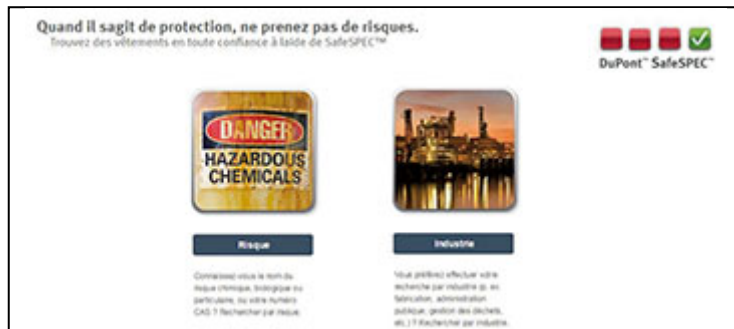 Quand il sagit de protection, ne prenez pas de risques.
Trouvez des vêtements en toute confiance à laide de SafeSPEC™
DuPont™ SafeSPEC™
DANGER
HAZARDOUS
CHEMICALS
Risque
Connaissez-vous le nom du
risque chimique, biologique ou
particulaire, ou votre numéro
CAS ? Rechercher par risque.
Industrie
Vous préférez effectuer votre
recherche par industrie (p. ex.
fabrication, administration
publique, gestion des déchets,
etc.) ? Rechercher par industrie.